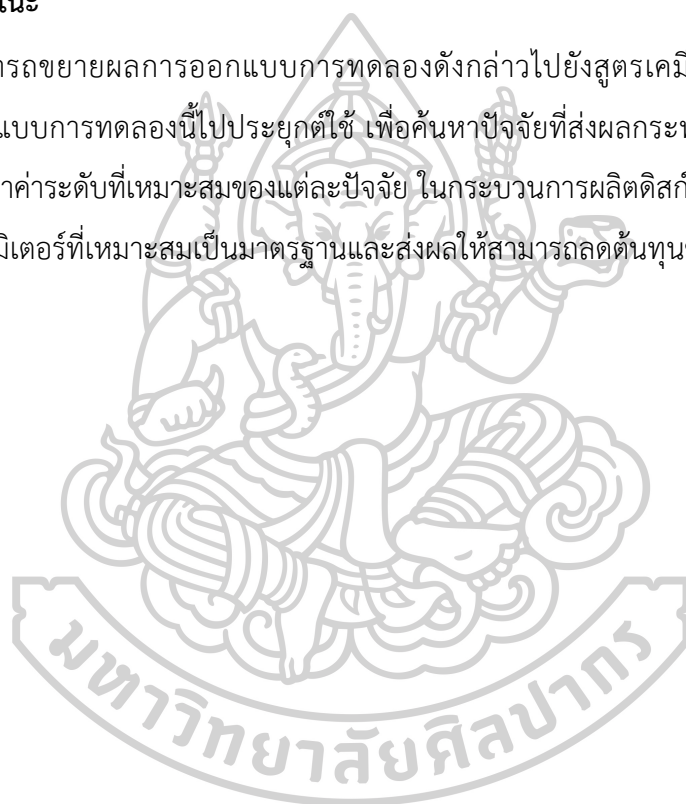 นะ
ารถขยายผลการออกแบบการทดลองดังกล่าวไปยังสูตรเคมี
แบบการทดลองนี้ไปประยุกต์ใช้ เพื่อค้นหาปัจจัยที่ส่งผลกระท
าค่าระดับที่เหมาะสมของแต่ละปัจจัย ในกระบวนการผลิตดิสก์
มิเตอร์ที่เหมาะสมเป็นมาตรฐานและส่งผลให้สามารถลดต้นทุน
มหาวิทยาลัยศิลปากร